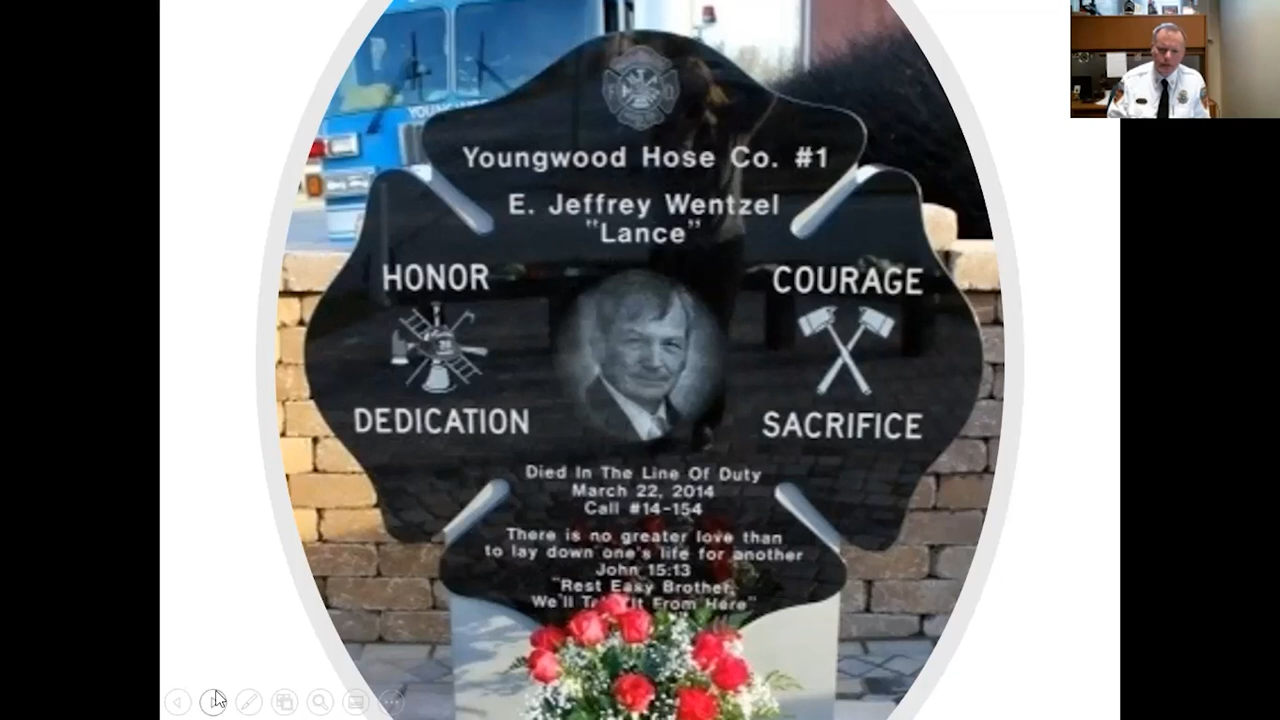 Youngwood Hose Co. #1
E. Jeffrey Wentzel
"Lance"
HONOR
COURAGE
DEDICATION
SACRIFICE
Died In The Line Of Duty
March 22, 2014
Call #14-154
There is no greater love than
to lay down one's life for another
John 15:13
"Rest Easy Brother,
We'll It From Here"